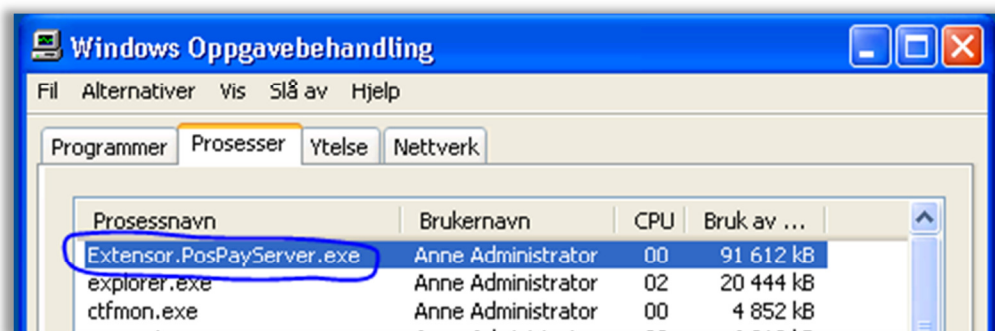 Windows Oppgavebehandling
Fil Alternativer Vis Slå av Hjelp
Programmer Prosesser Ytelse Nettverk
Prosessnavn Brukernavn CPU Bruk av ...
Extensor.PosPayServer.exe Anne Administrator 00 91 612 kB
explorer.exe Anne Administrator 02 20 444 kB
ctfmon.exe Anne Administrator 00 4 852 kB